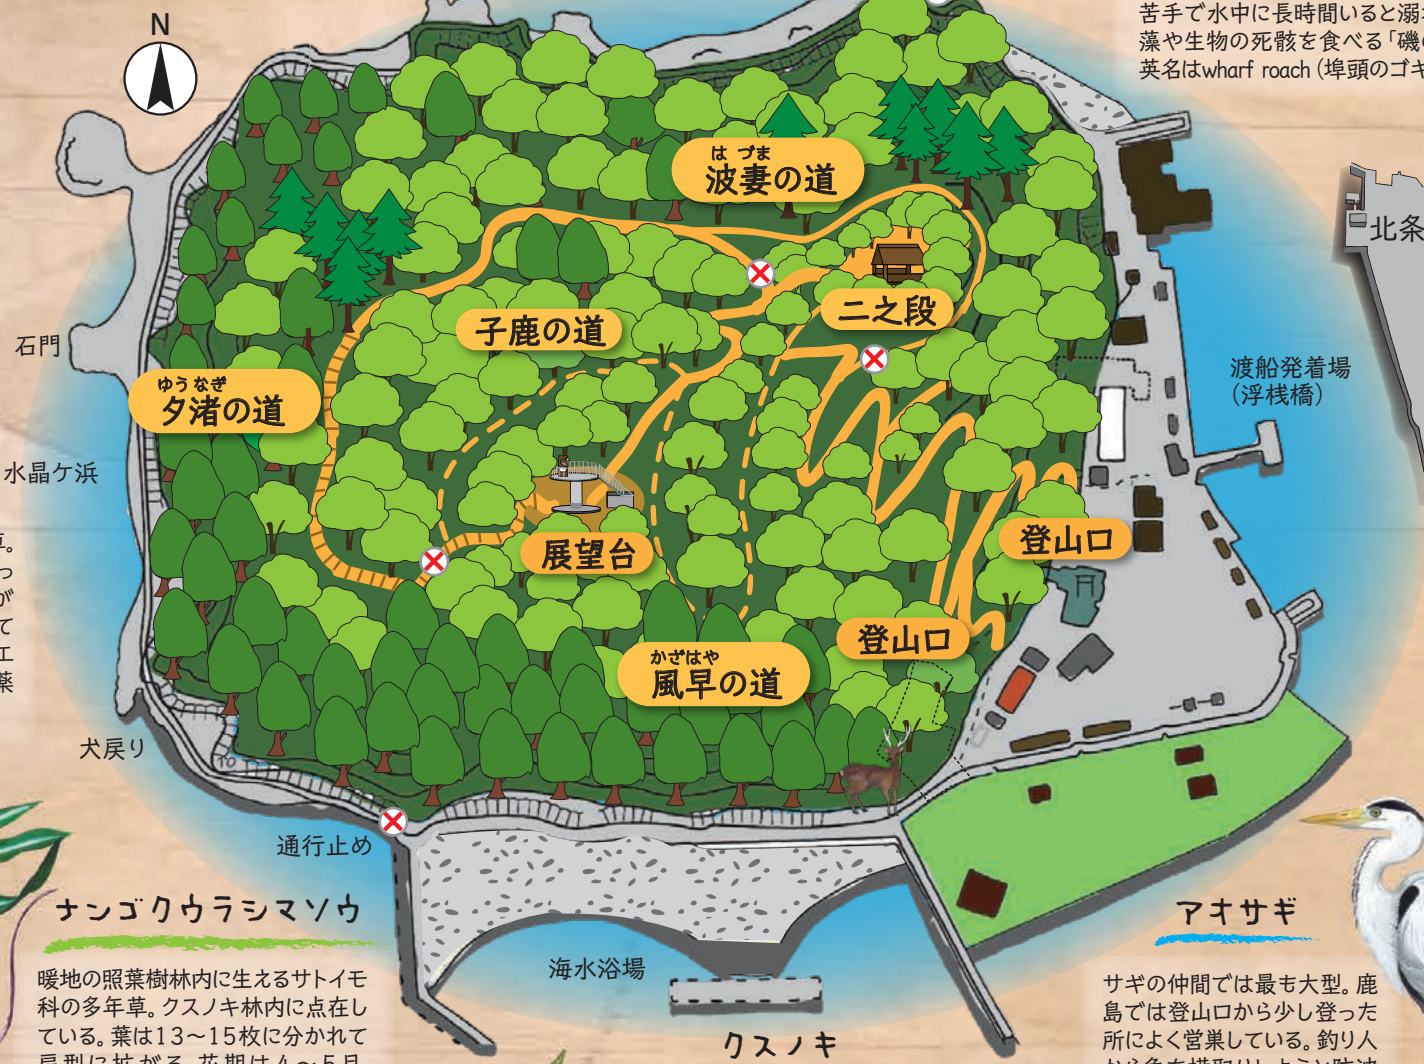 苦手で水中に長時間いると溺
藻や生物の死骸を食べる「磯
英名はwharf roach（埠頭のゴキ
N
は づま
波妻の道
北条
二之段
子鹿の道
石門
ゆうなぎ
夕渚の道
渡船発着場
（浮桟橋）
水晶ケ浜
登山口
展望台
。
っ
が
て
エ
薬
登山口
かざはや
風早の道
犬戻り
通行止め
ナンゴクウラシマソウ
暖地の照葉樹林内に生えるサトイモ
科の多年草。クスノキ林内に点在し
ている。葉は13～15枚に分かれて
海水浴場
クスノキ
アオサギ
サギの仲間では最も大型。鹿
島では登山口から少し登った
所によく営巣している。釣り人